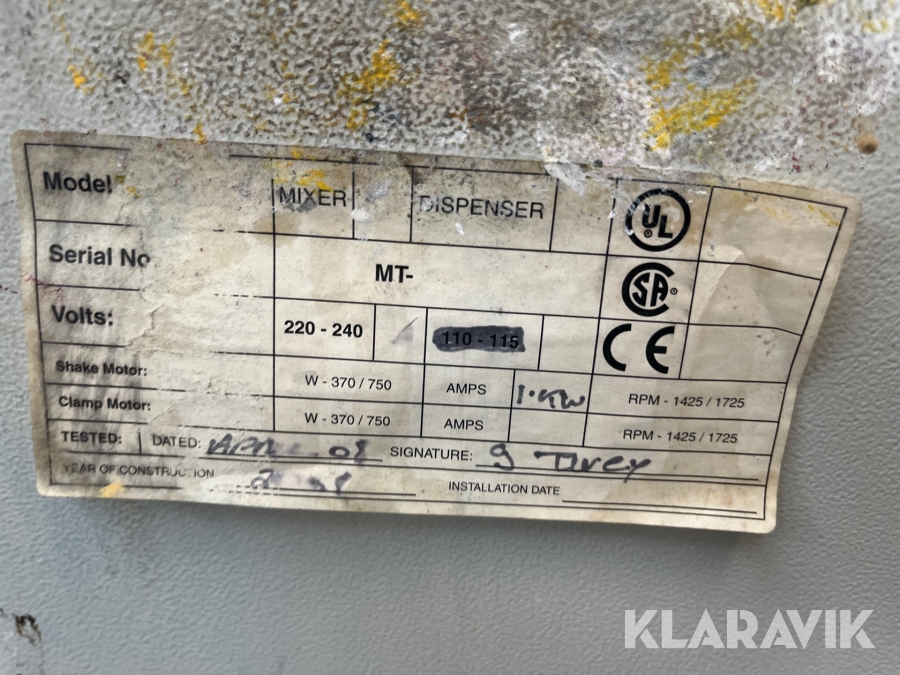 Model MIXER DISPENSER UL
Serial No MT- CSA
Volts: 220 - 240 110 - 115 CE
Shake Motor: W - 370 / 750 AMPS 1.KW RPM - 1425 / 1725
Clamp Motor: W - 370 / 750 AMPS RPM - 1425 / 1725
TESTED: DATED: 08 SIGNATURE:
YEAR OF CONSTRUCTION INSTALLATION DATE
KLARAVIK